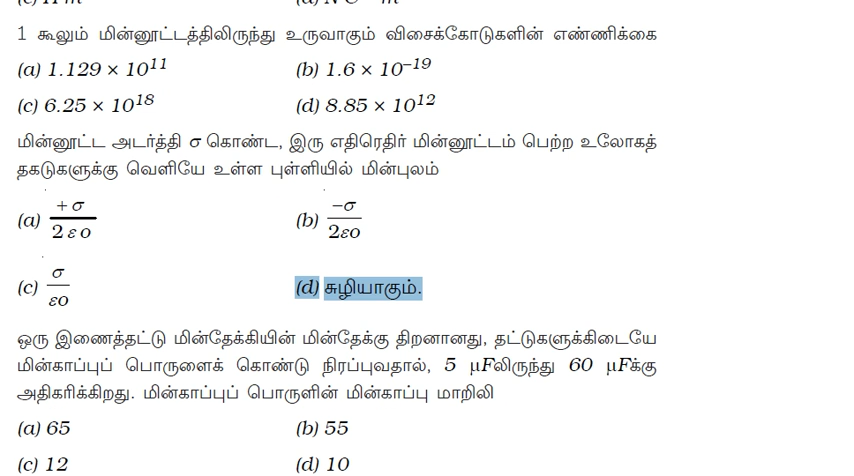 1 கூலும் மின்னூட்டத்திலிருந்து உருவாகும் விசைக்கோடுகளின் எண்ணிக்கை
(a) 1.129 × 10¹¹ (b) 1.6 × 10⁻¹⁹
(c) 6.25 × 10¹⁸ (d) 8.85 × 10¹²
மின்னூட்ட அடர்த்தி σ கொண்ட, இரு எதிரெதிர் மின்னூட்டம் பெற்ற உலோகத்
தகடுகளுக்கு வெளியே உள்ள புள்ளியில் மின்புலம்
(a) +σ / 2εo (b) −σ / 2εo
(c) σ / εo (d) சுழியாகும்.
ஒரு இணைத்தட்டு மின்தேக்கியின் மின்தேக்கு திறனானது, தட்டுகளுக்கிடையே
மின்காப்புப் பொருளைக் கொண்டு நிரப்புவதால், 5 µFலிருந்து 60 µFக்கு
அதிகரிக்கிறது. மின்காப்புப் பொருளின் மின்காப்பு மாறிலி
(a) 65 (b) 55
(c) 12 (d) 10